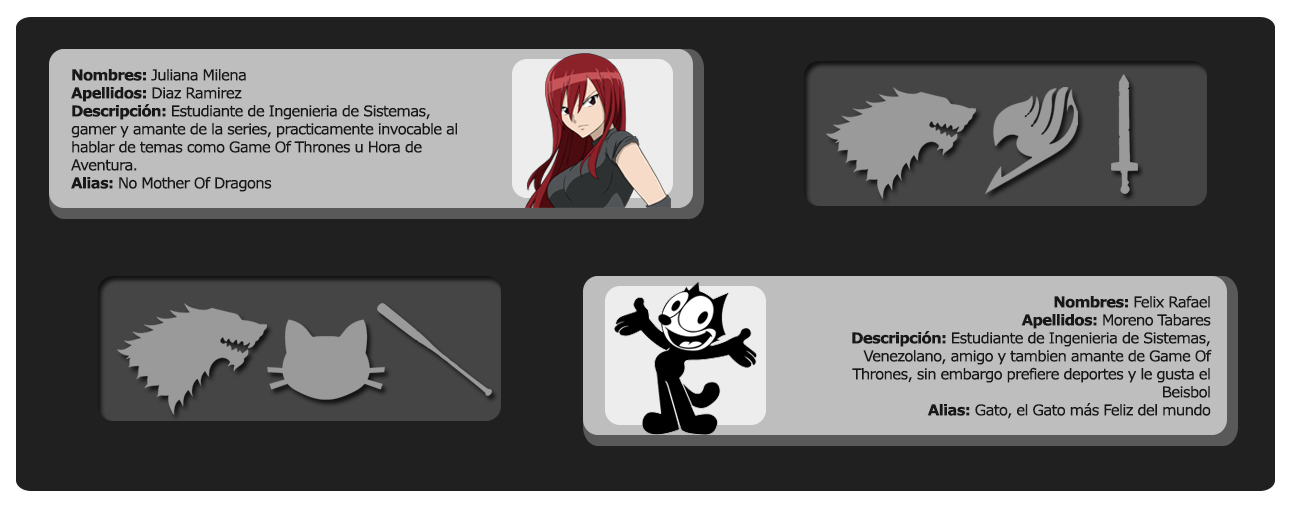 Nombres: Juliana Milena
Apellidos: Diaz Ramirez
Descripción: Estudiante de Ingenieria de Sistemas,
gamer y amante de la series, practicamente invocable al
hablar de temas como Game Of Thrones u Hora de
Aventura.
Alias: No Mother Of Dragons
Nombres: Felix Rafael
Apellidos: Moreno Tabares
Descripción: Estudiante de Ingenieria de Sistemas,
Venezolano, amigo y tambien amante de Game Of
Thrones, sin embargo prefiere deportes y le gusta el
Beisbol
Alias: Gato, el Gato más Feliz del mundo